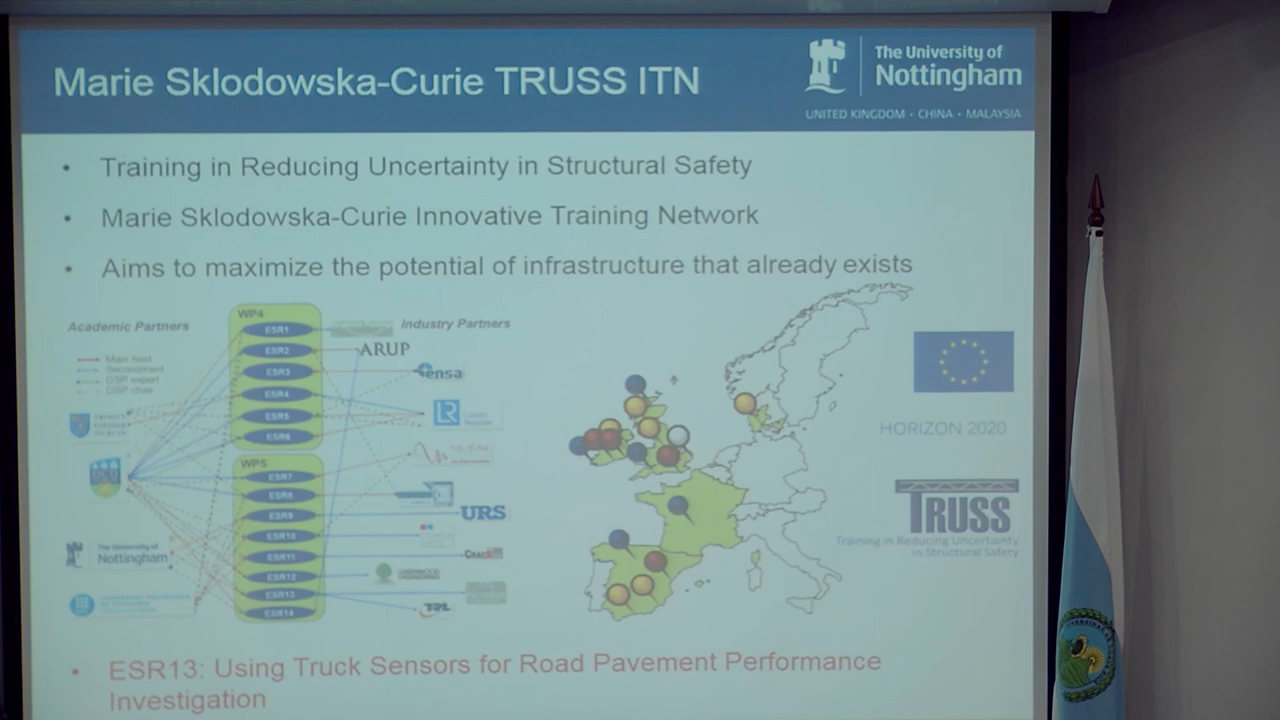 Marie Sklodowska-Curie TRUSS ITN
The University of
Nottingham
UNITED KINGDOM · CHINA · MALAYSIA
• Training in Reducing Uncertainty in Structural Safety
• Marie Sklodowska-Curie Innovative Training Network
• Aims to maximize the potential of infrastructure that already exists
Academic Partners
Industry Partners
Main host
Secondment
DSP expert
DSP chair
WP4
ESR1
ESR2
ESR3
ESR4
ESR5
ESR6
WP5
ESR7
ESR8
ESR9
ESR10
ESR11
ESR12
ESR13
ESR14
UCD
The University of
Nottingham
ARUP
ensa
LR
URS
TRL
HORIZON 2020
TRUSS
Training in Reducing Uncertainty
in Structural Safety
• ESR13: Using Truck Sensors for Road Pavement Performance
Investigation